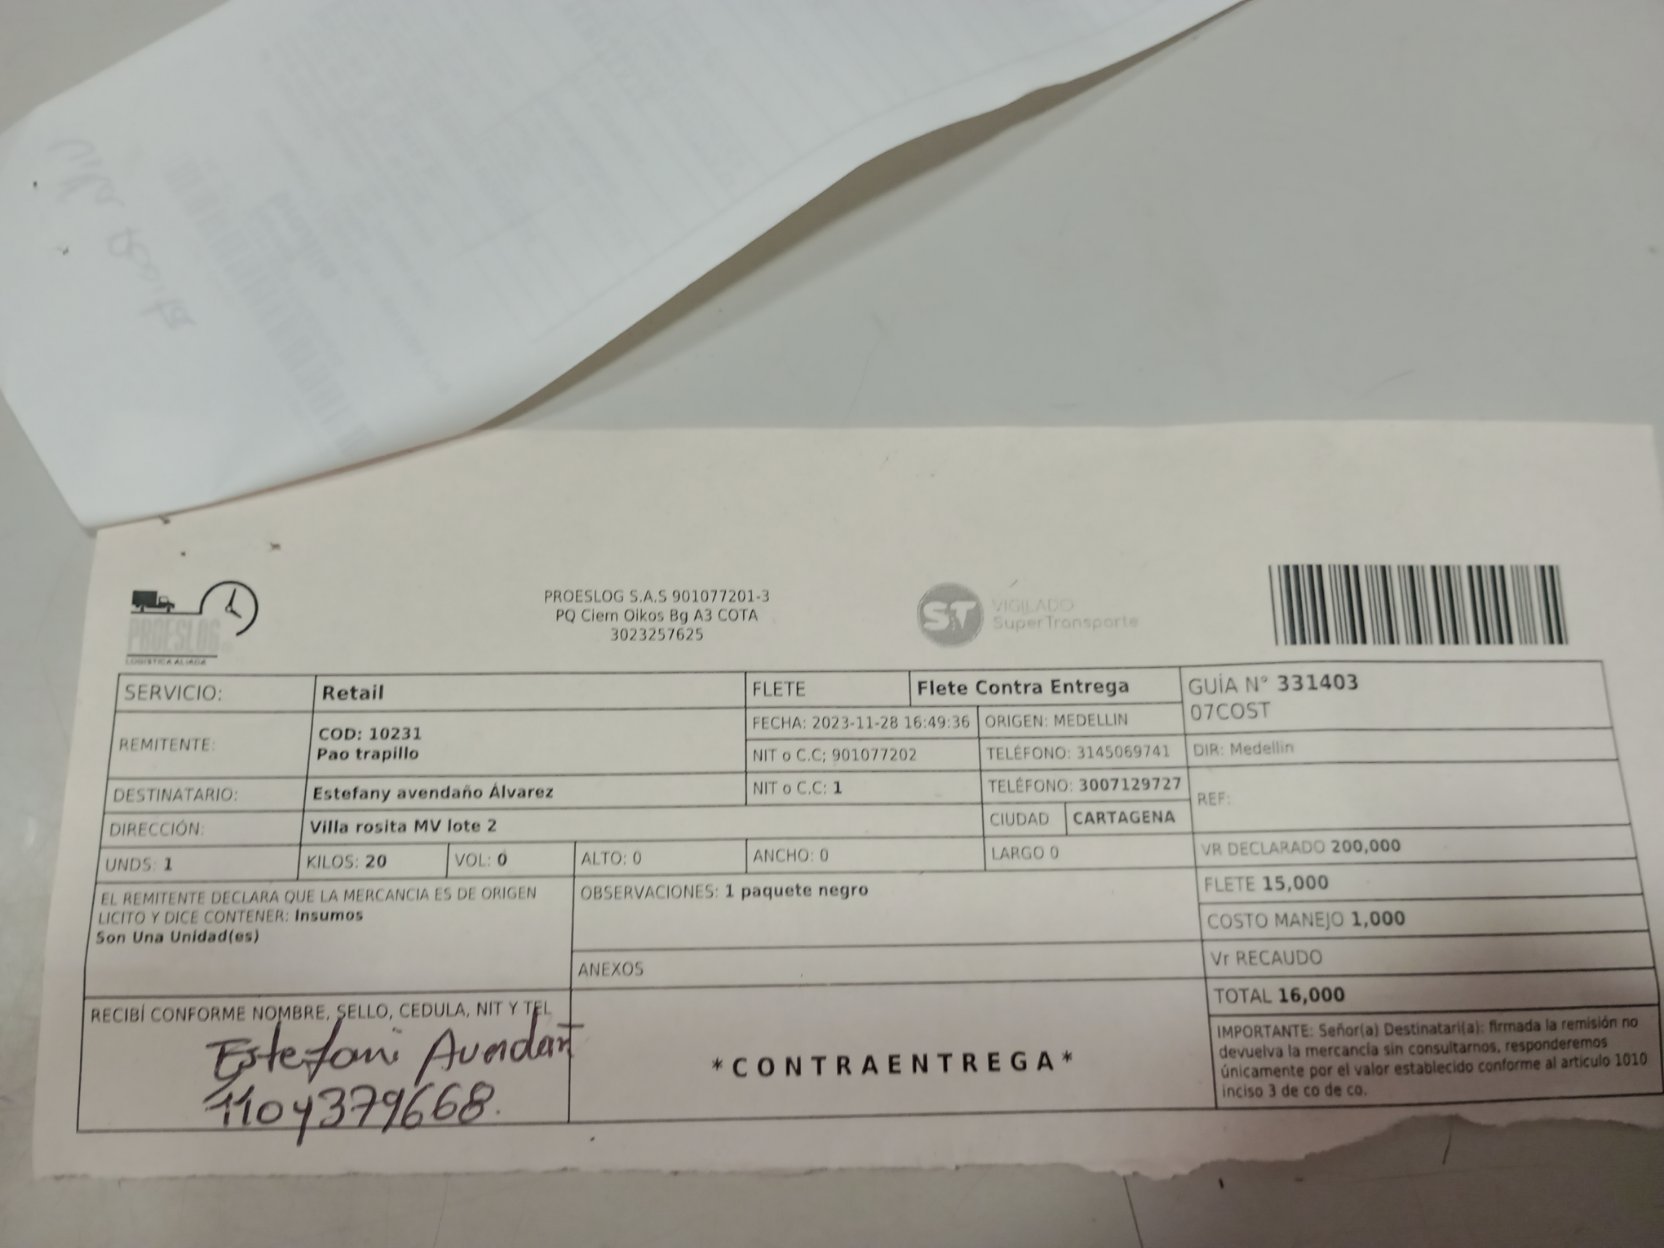 PROESLOG
LOGISTICA ALIADA
PROESLOG S.A.S 901077201-3
PQ Ciem Oikos Bg A3 COTA
3023257625
ST
VIGILADO
SuperTransporte
SERVICIO: Retail FLETE Flete Contra Entrega GUÍA N° 331403
07COST
REMITENTE: COD: 10231
Pao trapillo
FECHA: 2023-11-28 16:49:36 ORIGEN: MEDELLIN
NIT o C.C; 901077202 TELÉFONO: 3145069741 DIR: Medellin
DESTINATARIO: Estefany avendaño Álvarez NIT o C.C: 1 TELÉFONO: 3007129727 REF:
DIRECCIÓN: Villa rosita MV lote 2 CIUDAD CARTAGENA
UNDS: 1 KILOS: 20 VOL: 0 ALTO: 0 ANCHO: 0 LARGO 0 VR DECLARADO 200,000
EL REMITENTE DECLARA QUE LA MERCANCIA ES DE ORIGEN
LICITO Y DICE CONTENER: Insumos
Son Una Unidad(es)
OBSERVACIONES: 1 paquete negro
FLETE 15,000
COSTO MANEJO 1,000
ANEXOS
Vr RECAUDO
TOTAL 16,000
RECIBÍ CONFORME NOMBRE, SELLO, CEDULA, NIT Y TEL
Estefani Avendañ
1104379668.
*CONTRAENTREGA*
IMPORTANTE: Señor(a) Destinatari(a): firmada la remisión no
devuelva la mercancía sin consultarnos, responderemos
únicamente por el valor establecido conforme al artículo 1010
inciso 3 de co de co.